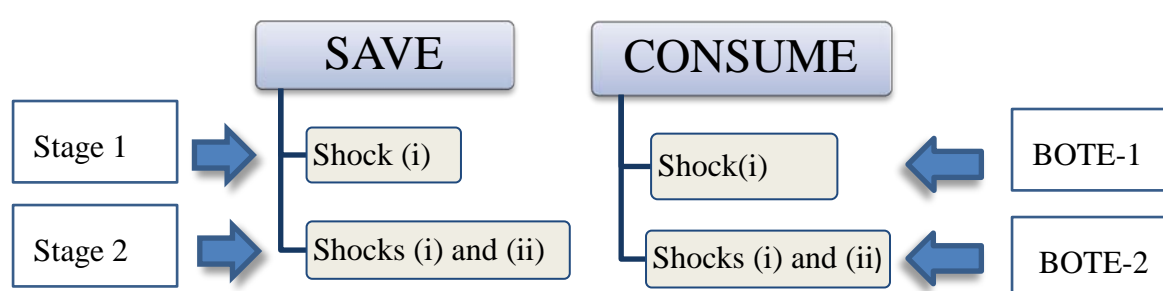 SAVE
CONSUME
Stage 1
Shock (i)
Shock(i)
BOTE-1
Stage 2
Shocks (i) and (ii)
Shocks (i) and (ii)
BOTE-2